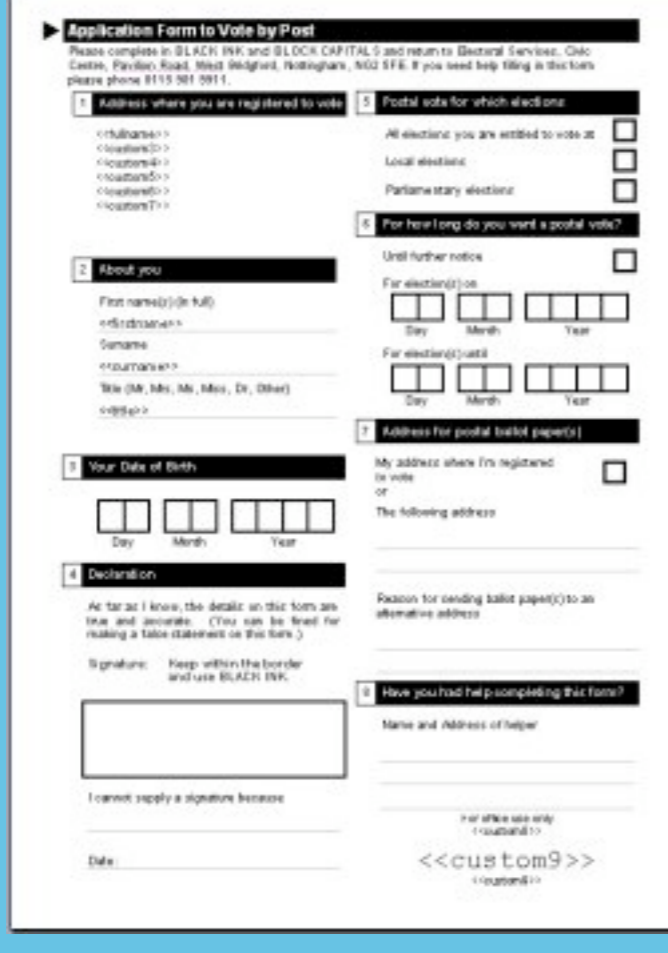 Application Form to Vote by Post
Please complete in BLACK INK and BLOCK CAPITALS and return to Electoral Services, Civic
Centre, Pavilion Road, West Bridgford, Nottingham, NG2 5FE. If you need help filling in this form
please phone 0115 981 9911.
1 Address where you are registered to vote
<<fullname>>
<<custom3>>
<<custom4>>
<<custom5>>
<<custom6>>
<<custom7>>
2 About you
First name(s) (in full)
<<firstname>>
Surname
<<surname>>
Title (Mr, Mrs, Ms, Miss, Dr, Other)
<<title>>
3 Your Date of Birth
Day Month Year
4 Declaration
As far as I know, the details on this form are
true and accurate. (You can be fined for
making a false statement on this form.)
Signature: Keep within the border
and use BLACK INK.
I cannot supply a signature because
Date:
5 Postal vote for which elections
All elections you are entitled to vote at
Local elections
Parliamentary elections
6 For how long do you want a postal vote?
Until further notice
For election(s) on
Day Month Year
For election(s) until
Day Month Year
7 Address for postal ballot paper(s)
My address where I'm registered
to vote
or
The following address
Reason for sending ballot paper(s) to an
alternative address
8 Have you had help completing this form?
Name and Address of helper
For office use only
<<custom9>>